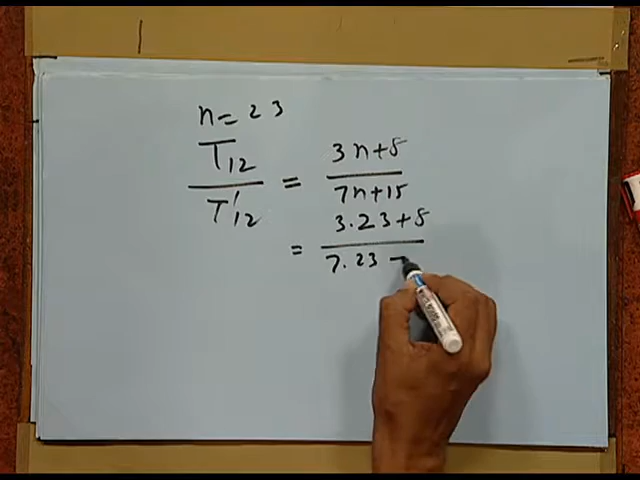 n = 23
T12 / T'12 = 3n+5 / 7n+15
= 3.23+5 / 7.23 -